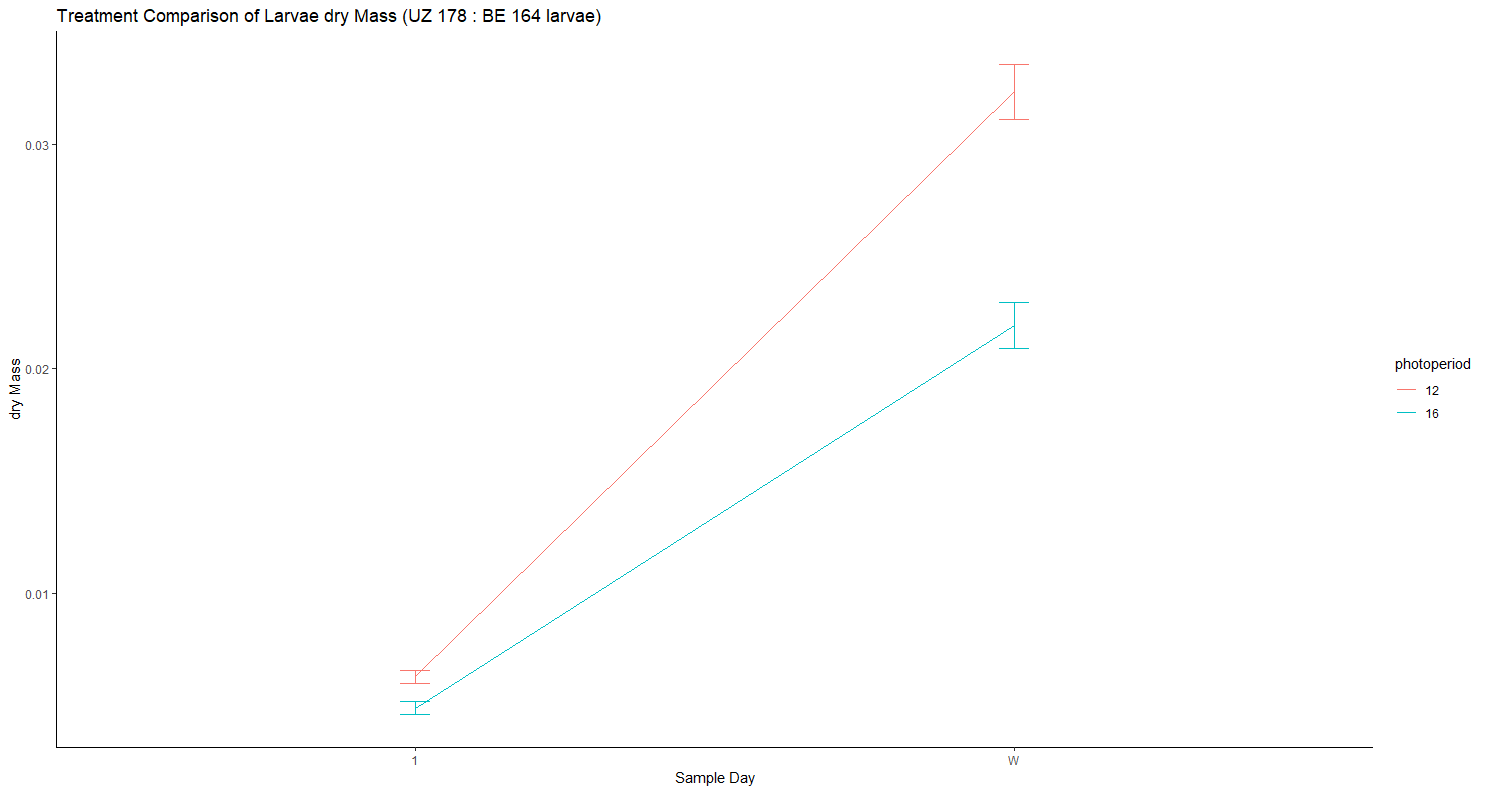 Treatment Comparison of Larvae dry Mass (UZ 178 : BE 164 larvae)
dry Mass
0.03
0.02
0.01
1
W
Sample Day
photoperiod
12
16